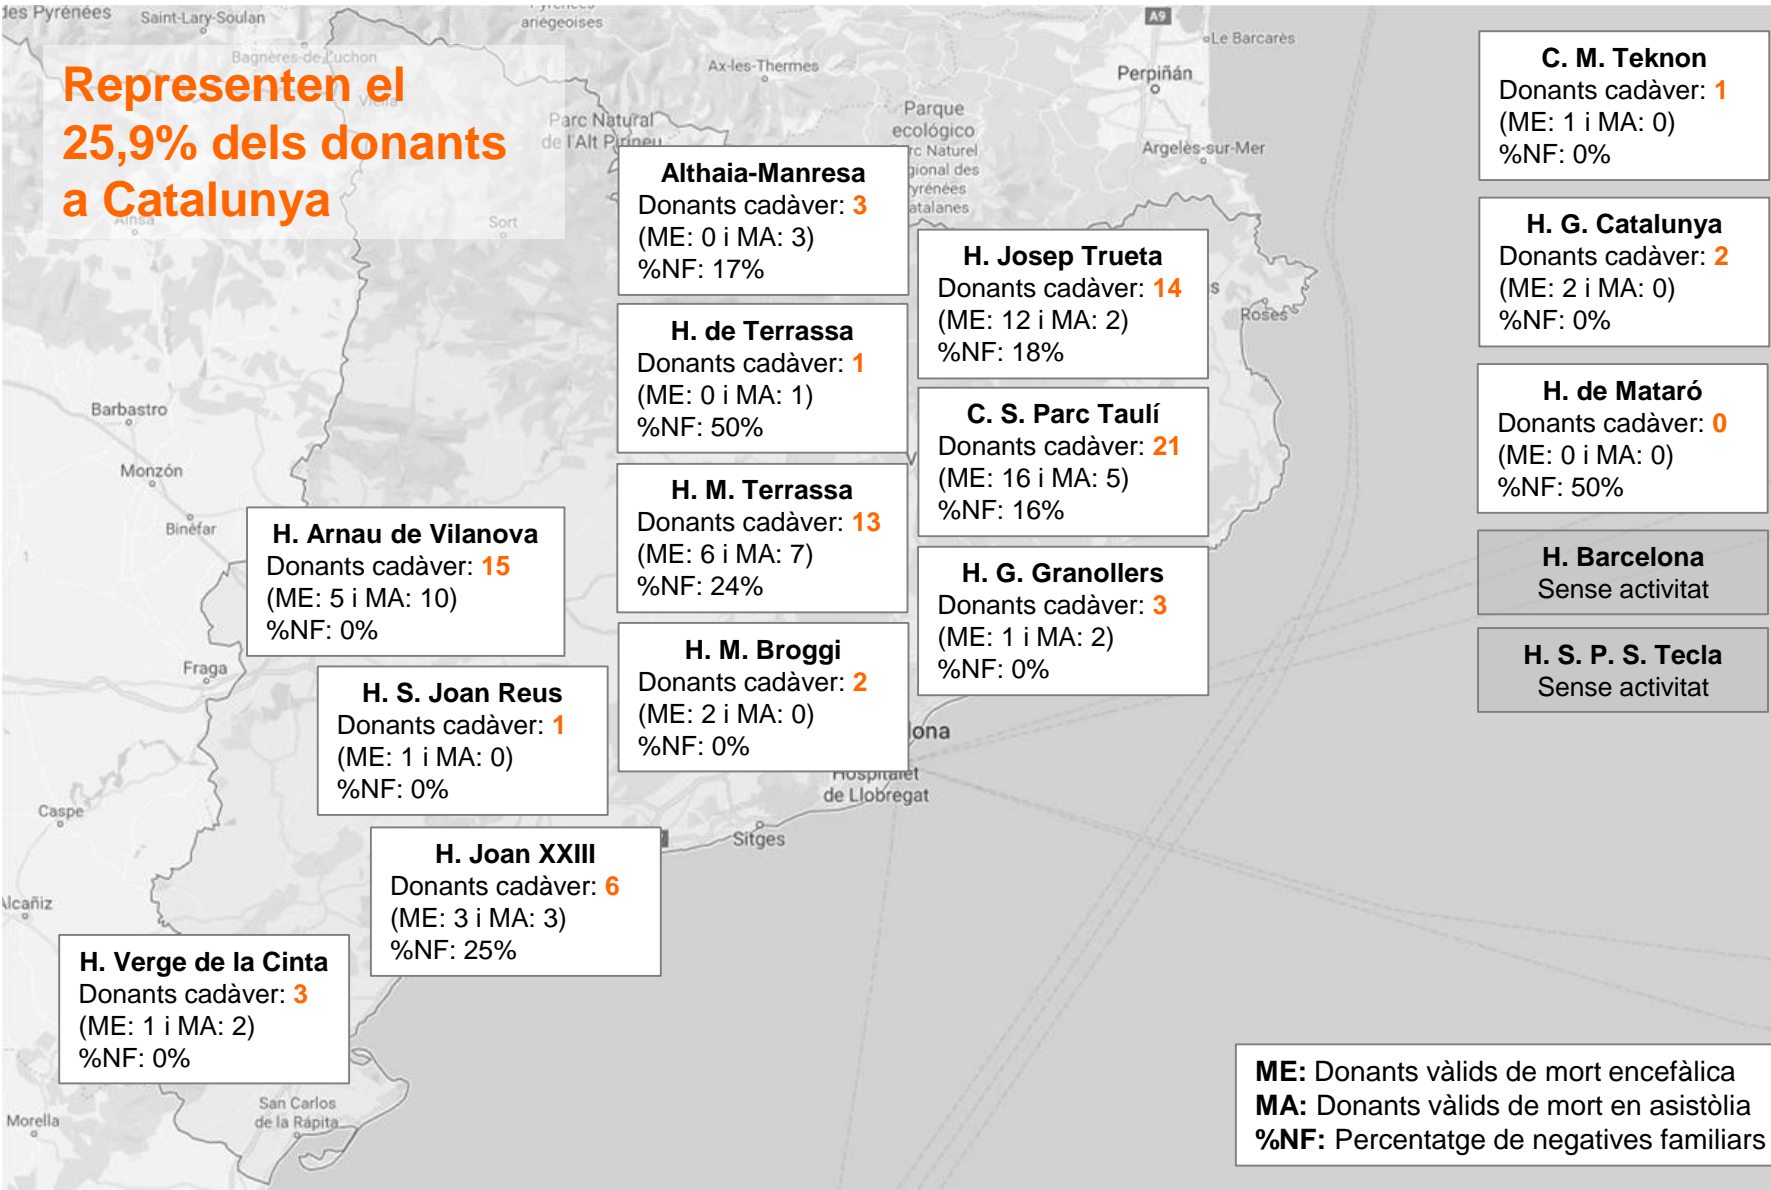 Representen el
25,9% dels donants
a Catalunya
des Pyrénées
Saint-Lary-Soulan
Bagnères-de-Luchon
Vielha
Aínsa
Sort
ariégeoises
Ax-les-Thermes
Parc Natural
de l'Alt Pirineu
Parque
ecológico
Parc Naturel
A9
Le Barcarès
Perpiñán
Argelès-sur-Mer
Roses
Barbastro
Monzón
Binéfar
Fraga
Caspe
Alcañiz
Morella
San Carlos
de la Rápita
Sitges
Hospitalet
de Llobregat
Althaia-Manresa
Donants cadàver: 3
(ME: 0 i MA: 3)
%NF: 17%
H. de Terrassa
Donants cadàver: 1
(ME: 0 i MA: 1)
%NF: 50%
H. M. Terrassa
Donants cadàver: 13
(ME: 6 i MA: 7)
%NF: 24%
H. M. Broggi
Donants cadàver: 2
(ME: 2 i MA: 0)
%NF: 0%
H. Josep Trueta
Donants cadàver: 14
(ME: 12 i MA: 2)
%NF: 18%
C. S. Parc Taulí
Donants cadàver: 21
(ME: 16 i MA: 5)
%NF: 16%
H. G. Granollers
Donants cadàver: 3
(ME: 1 i MA: 2)
%NF: 0%
H. Arnau de Vilanova
Donants cadàver: 15
(ME: 5 i MA: 10)
%NF: 0%
H. S. Joan Reus
Donants cadàver: 1
(ME: 1 i MA: 0)
%NF: 0%
H. Joan XXIII
Donants cadàver: 6
(ME: 3 i MA: 3)
%NF: 25%
H. Verge de la Cinta
Donants cadàver: 3
(ME: 1 i MA: 2)
%NF: 0%
C. M. Teknon
Donants cadàver: 1
(ME: 1 i MA: 0)
%NF: 0%
H. G. Catalunya
Donants cadàver: 2
(ME: 2 i MA: 0)
%NF: 0%
H. de Mataró
Donants cadàver: 0
(ME: 0 i MA: 0)
%NF: 50%
H. Barcelona
Sense activitat
H. S. P. S. Tecla
Sense activitat
ME: Donants vàlids de mort encefàlica
MA: Donants vàlids de mort en asistòlia
%NF: Percentatge de negatives familiars